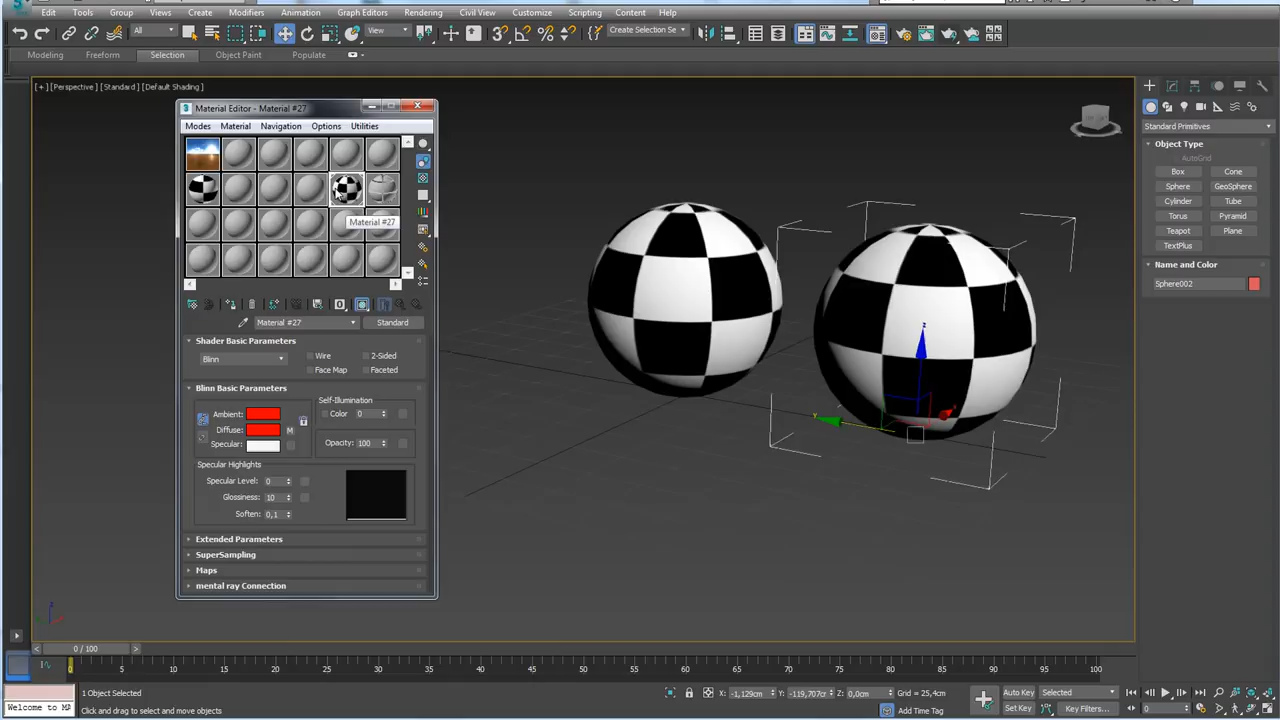 Edit Tools Group Views Create Modifiers Animation Graph Editors Rendering Civil View Customize Scripting Content Help
All View Create Selection Se
Modeling Freeform Selection Object Paint Populate
[+] [Perspective] [Standard] [Default Shading]
Material Editor - Material #27
Modes Material Navigation Options Utilities
Material #27
Material #27 Standard
Shader Basic Parameters
Blinn Wire 2-Sided
Face Map Faceted
Blinn Basic Parameters
Self-Illumination
Ambient: Color 0
Diffuse: M
Specular: Opacity: 100
Specular Highlights
Specular Level: 0
Glossiness: 10
Soften: 0,1
Extended Parameters
SuperSampling
Maps
mental ray Connection
z
y
x
Standard Primitives
Object Type
AutoGrid
Box Cone
Sphere GeoSphere
Cylinder Tube
Torus Pyramid
Teapot Plane
TextPlus
Name and Color
Sphere002
0 / 100
0 5 10 15 20 25 30 35 40 45 50 55 60 65 70 75 80 85 90 95 100
1 Object Selected X: -1,129cm Y: -119,707cm Z: 0,0cm Grid = 25,4cm Auto Key Selected
Welcome to MA Click and drag to select and move objects Add Time Tag Set Key Key Filters... 0